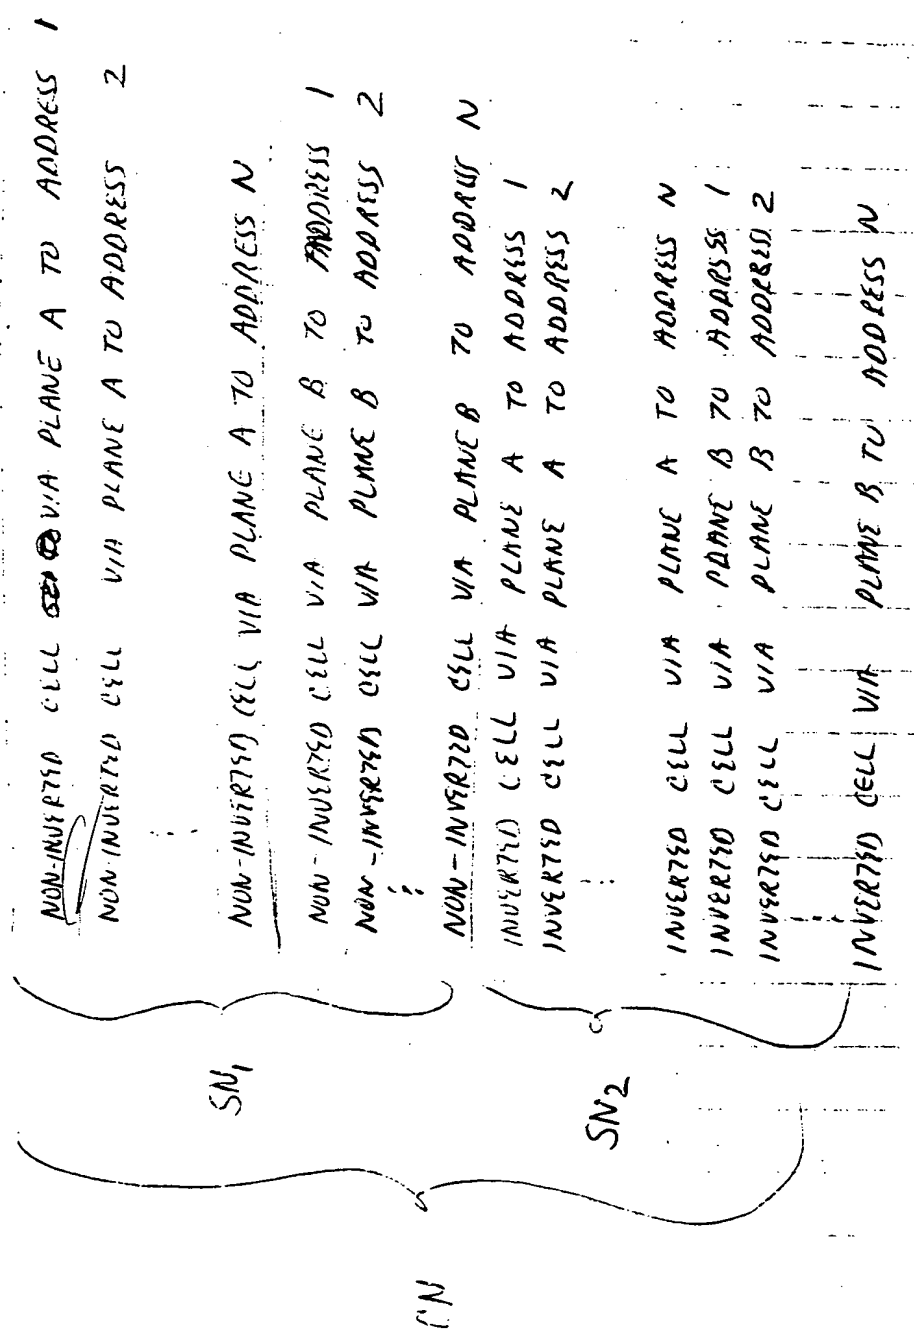 NON-INVERTED CELL VIA PLANE A TO ADDRESS 1
NON-INVERTED CELL VIA PLANE A TO ADDRESS 2
⋮
NON-INVERTED CELL VIA PLANE A TO ADDRESS N
NON-INVERTED CELL VIA PLANE B TO ADDRESS 1
NON-INVERTED CELL VIA PLANE B TO ADDRESS 2
⋮
NON-INVERTED CELL VIA PLANE B TO ADDRESS N
SN1
INVERTED CELL VIA PLANE A TO ADDRESS 1
INVERTED CELL VIA PLANE A TO ADDRESS 2
⋮
INVERTED CELL VIA PLANE A TO ADDRESS N
INVERTED CELL VIA PLANE B TO ADDRESS 1
INVERTED CELL VIA PLANE B TO ADDRESS 2
⋮
INVERTED CELL VIA PLANE B TO ADDRESS N
SN2
CN